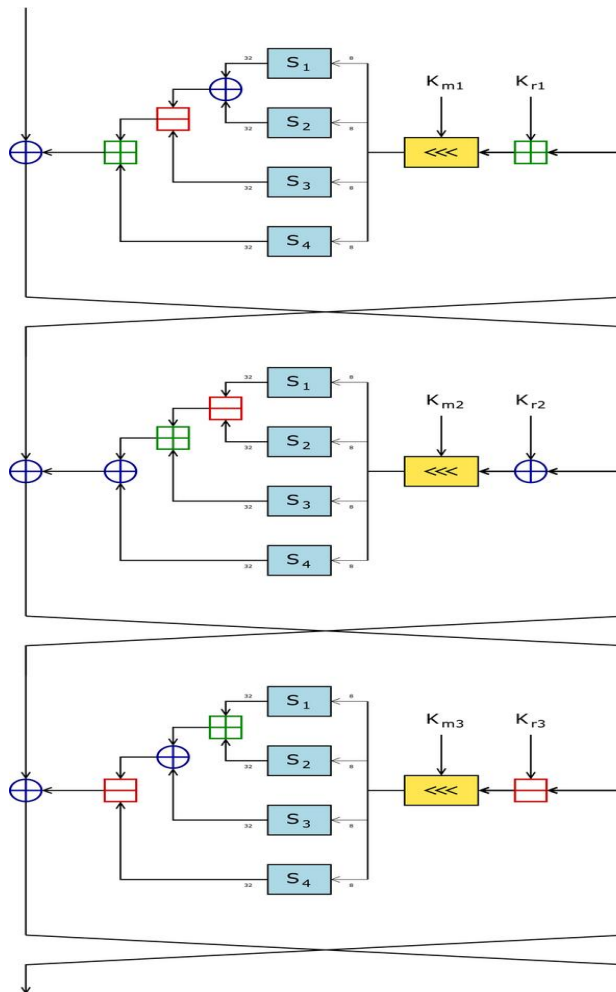 32 S1 8
Km1 Kr1
32 S2 8
<<<
32 S3 8
32 S4 8
32 S1 8
Km2 Kr2
32 S2 8
<<<
32 S3 8
32 S4 8
32 S1 8
Km3 Kr3
32 S2 8
<<<
32 S3 8
32 S4 8